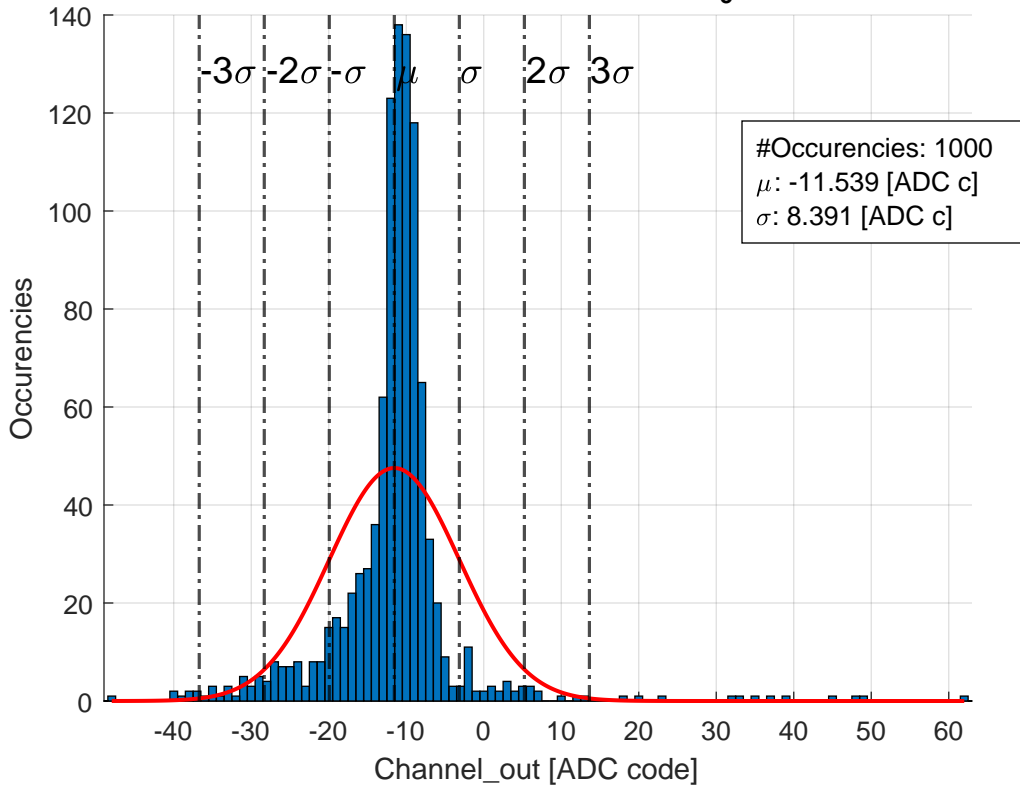 140
120
100
80
60
40
20
0
Occurencies
-3σ -2σ -σ μ σ 2σ 3σ
#Occurencies: 1000
μ: -11.539 [ADC c]
σ: 8.391 [ADC c]
-40 -30 -20 -10 0 10 20 30 40 50 60
Channel_out [ADC code]